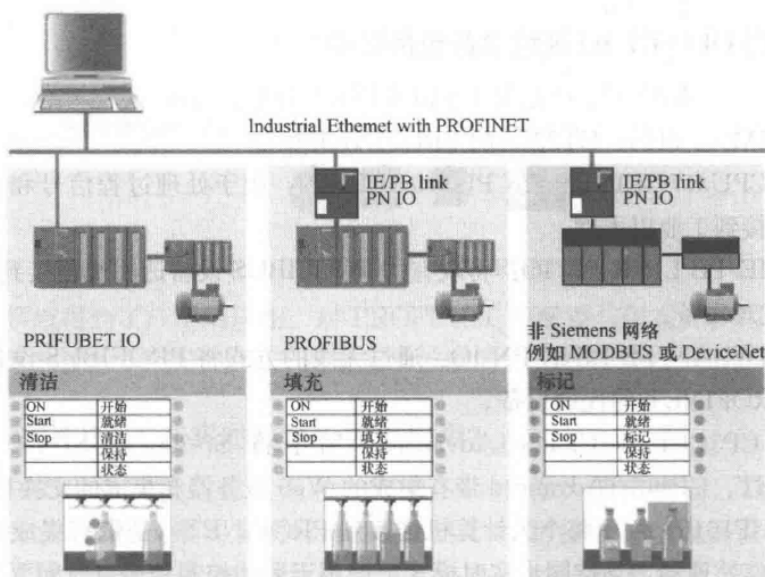 Industrial Ethemet with PROFINET
IE/PB link
PN IO
IE/PB link
PN IO
PRIFUBET IO
PROFIBUS
非 Siemens 网络
例如 MODBUS 或 DeviceNet
清洁
ON 开始
Start 就绪
Stop 清洁
保持
状态
填充
ON 开始
Start 就绪
Stop 填充
保持
状态
标记
ON 开始
Start 就绪
Stop 标记
保持
状态